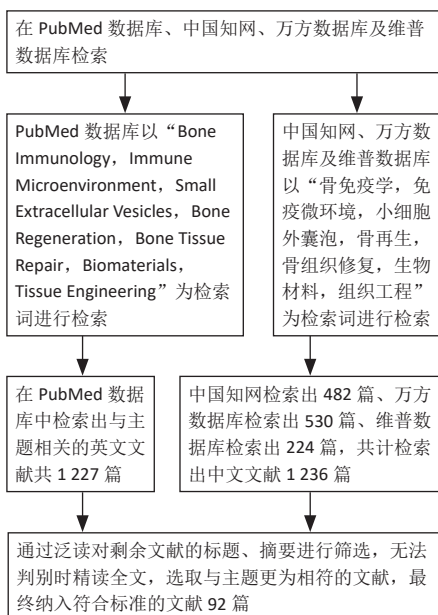 在 PubMed 数据库、中国知网、万方数据库及维普
数据库检索
PubMed 数据库以“Bone
Immunology，Immune
Microenvironment，Small
Extracellular Vesicles，Bone
Regeneration，Bone Tissue
Repair，Biomaterials，
Tissue Engineering”为检索
词进行检索
中国知网、万方数
据库及维普数据库
以“骨免疫学，免
疫微环境，小细胞
外囊泡，骨再生，
骨组织修复，生物
材料，组织工程”
为检索词进行检索
在 PubMed 数据
库中检索出与主
题相关的英文文
献共 1 227 篇
中国知网检索出 482 篇、万方
数据库检索出 530 篇、维普数
据库检索出 224 篇，共计检索
出中文文献 1 236 篇
通过泛读对剩余文献的标题、摘要进行筛选，无法
判别时精读全文，选取与主题更为相符的文献，最
终纳入符合标准的文献 92 篇